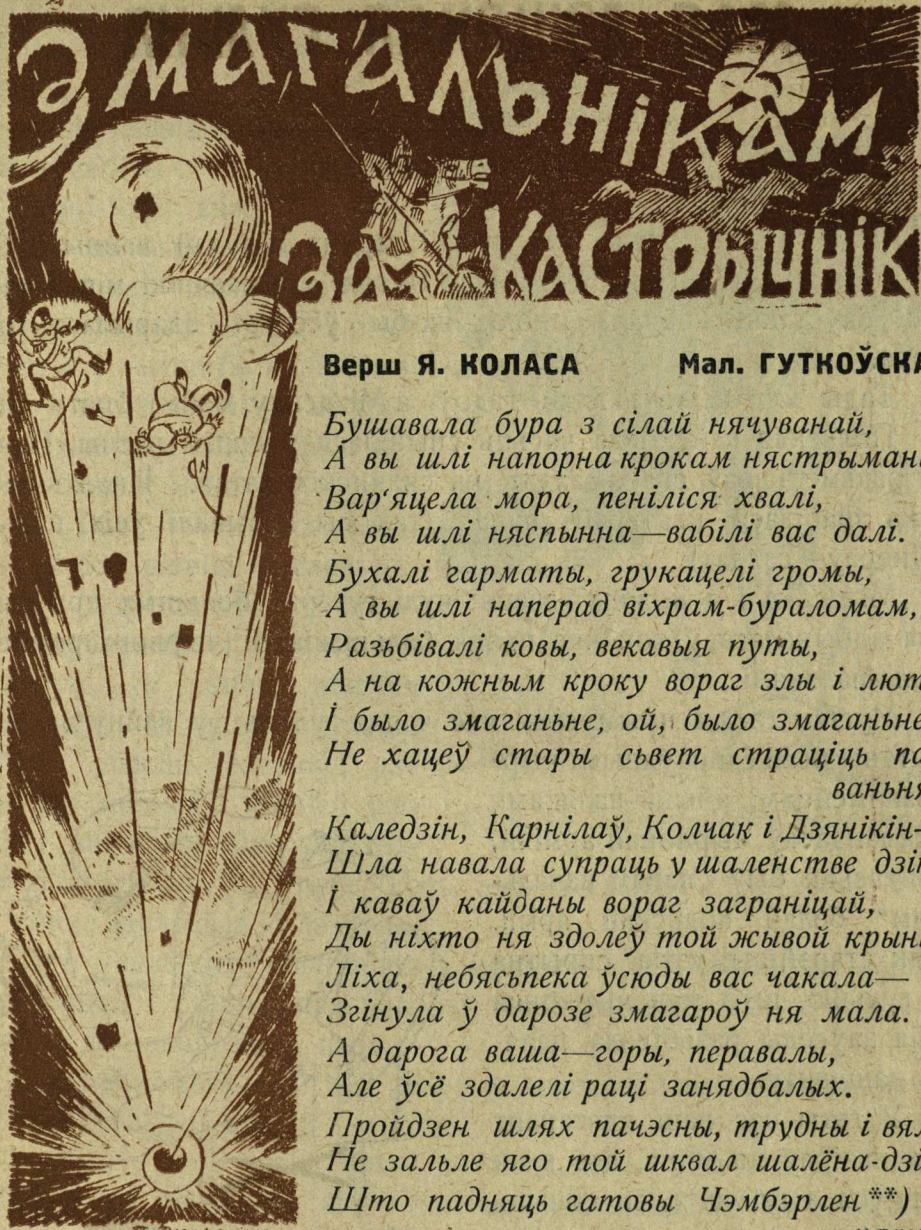 Змагальнікам
за Кастрычнік
Верш Я. КОЛАСА Мал. ГУТКОЎСКА
Бушавала бура з сілай нячуванай,
А вы шлі напорна крокам нястрыман
Вар‘яцела мора, пеніліся хвалі,
А вы шлі няспынна—вабілі вас далі.
Бухалі гарматы, грукацелі громы,
А вы шлі наперад віхрам-бураломам,
Разьбівалі ковы, векавыя путы,
А на кожным кроку вораг злы і лют
І было змаганьне, ой, было змаганьне
Не хацеў стары сьвет страціць па
ваньня
Каледзін, Карнілаў, Колчак і Дзянікін-
Шла навала супраць у шаленстве дзі
І каваў кайданы вораг заграніцай,
Ды ніхто ня здолеў той жывой крын
Ліха, небясьпека ўсюды вас чакала—
Згінула ў дарозе змагароў ня мала.
А дарога ваша—горы, перавалы,
Але ўсё здалелі раці занядбалых.
Пройдзен шлях пачэсны, трудны і вял
Не зальле яго той шквал шалёна-дзі
Што падняць гатовы Чэмбэрлен **)